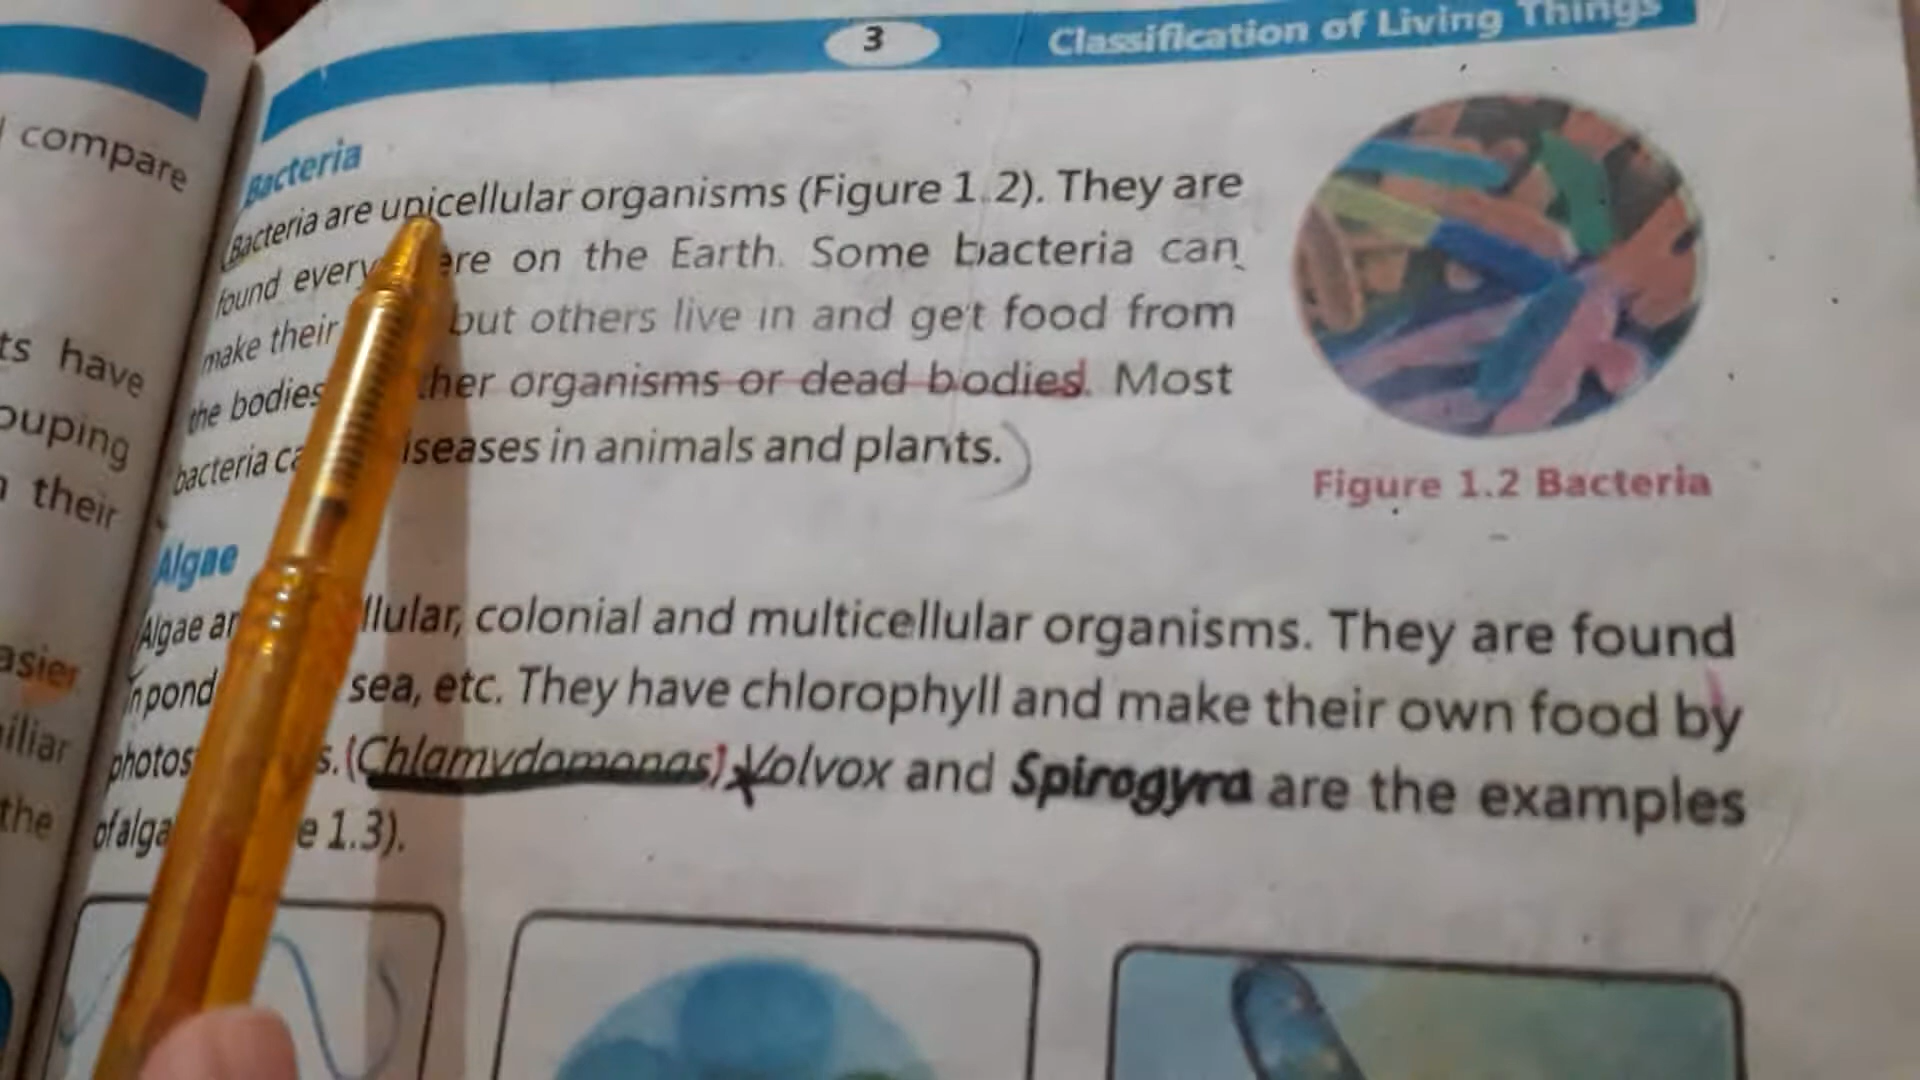 3 Classification of Living Things
compare
Bacteria
Bacteria are unicellular organisms (Figure 1.2). They are
found every ere on the Earth. Some bacteria can
make their but others live in and get food from
the bodies ther organisms or dead bodies. Most
bacteria ca iseases in animals and plants.
Figure 1.2 Bacteria
ts have
ouping
their
asier
iliar
the
Algae
Algae ar llular, colonial and multicellular organisms. They are found
in pond sea, etc. They have chlorophyll and make their own food by
photos s. (Chlamydomonas), Volvox and Spirogyra are the examples
of alga e 1.3).